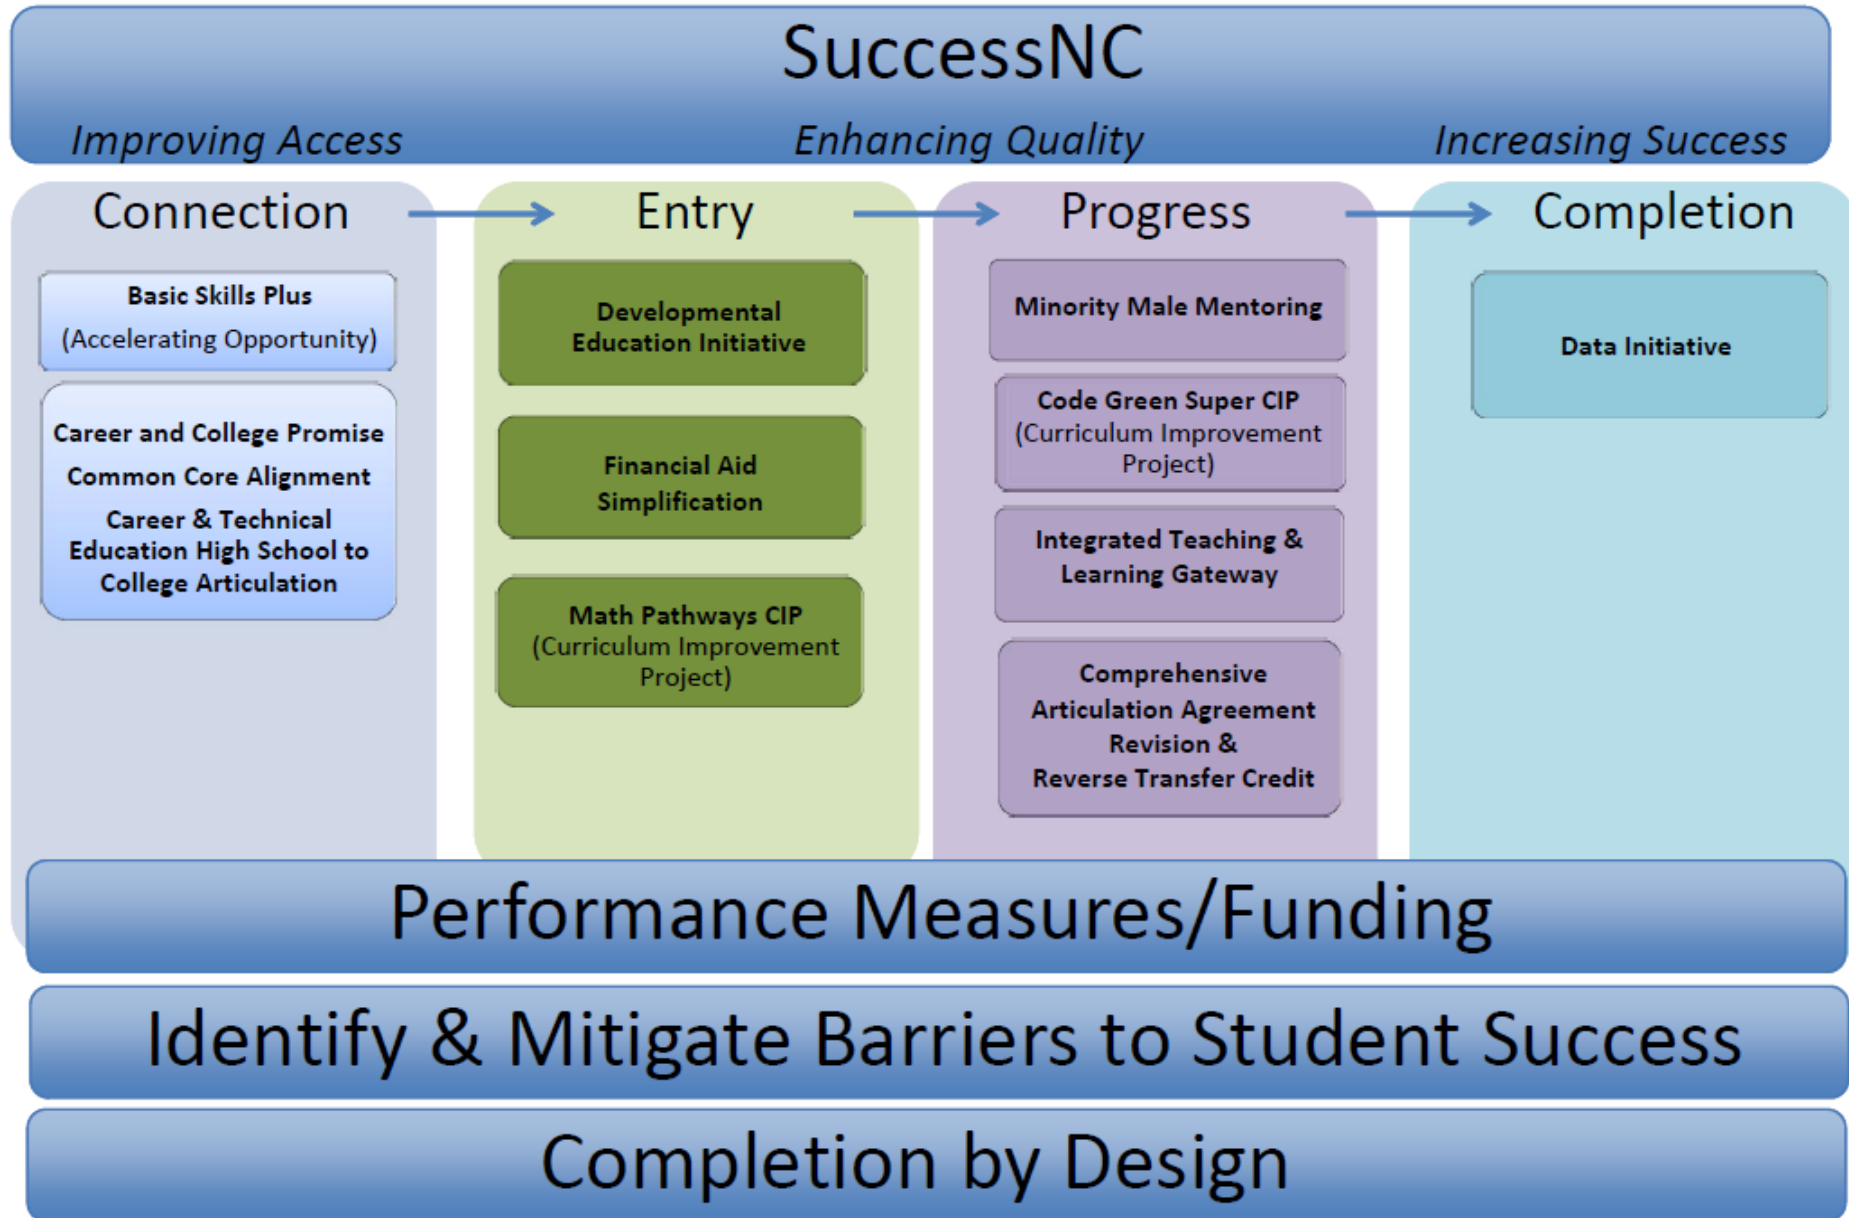 SuccessNC
Improving Access
Enhancing Quality
Increasing Success
Connection
Basic Skills Plus
(Accelerating Opportunity)
Career and College Promise
Common Core Alignment
Career & Technical
Education High School to
College Articulation
Entry
Developmental
Education Initiative
Financial Aid
Simplification
Math Pathways CIP
(Curriculum Improvement
Project)
Progress
Minority Male Mentoring
Code Green Super CIP
(Curriculum Improvement
Project)
Integrated Teaching &
Learning Gateway
Comprehensive
Articulation Agreement
Revision &
Reverse Transfer Credit
Completion
Data Initiative
Performance Measures/Funding
Identify & Mitigate Barriers to Student Success
Completion by Design